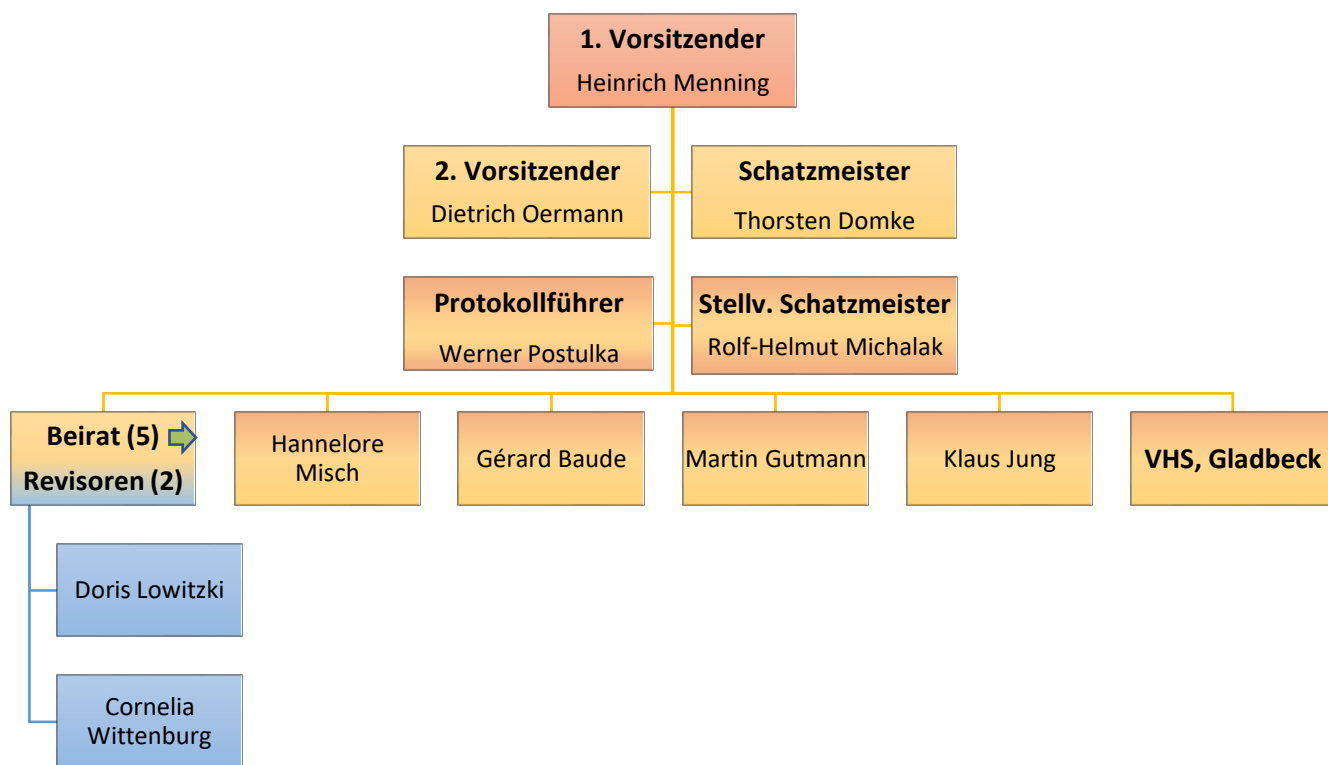 1. Vorsitzender
Heinrich Menning
2. Vorsitzender
Dietrich Oermann
Schatzmeister
Thorsten Domke
Protokollführer
Werner Postulka
Stellv. Schatzmeister
Rolf-Helmut Michalak
Beirat (5)
Revisoren (2)
Hannelore
Misch
Gérard Baude
Martin Gutmann
Klaus Jung
VHS, Gladbeck
Doris Lowitzki
Cornelia
Wittenburg